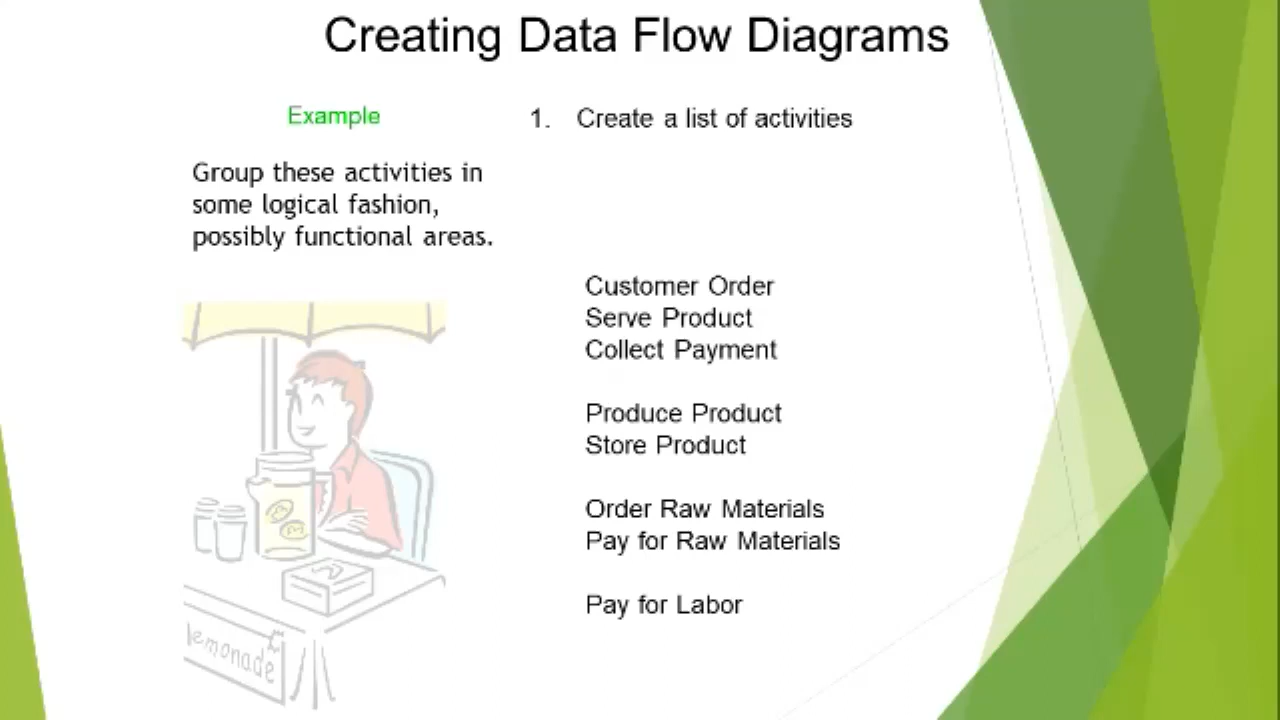 Creating Data Flow Diagrams
Example
Group these activities in
some logical fashion,
possibly functional areas.
1. Create a list of activities
Customer Order
Serve Product
Collect Payment
Produce Product
Store Product
Order Raw Materials
Pay for Raw Materials
Pay for Labor
lemonade